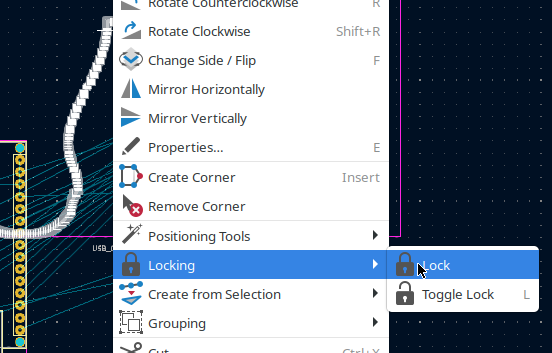 Rotate Counterclockwise R
Rotate Clockwise Shift+R
Change Side / Flip F
Mirror Horizontally
Mirror Vertically
Properties... E
Create Corner Insert
Remove Corner
Positioning Tools
USB_
Locking
Lock
Create from Selection
Toggle Lock L
Grouping
Cut Ctrl+X